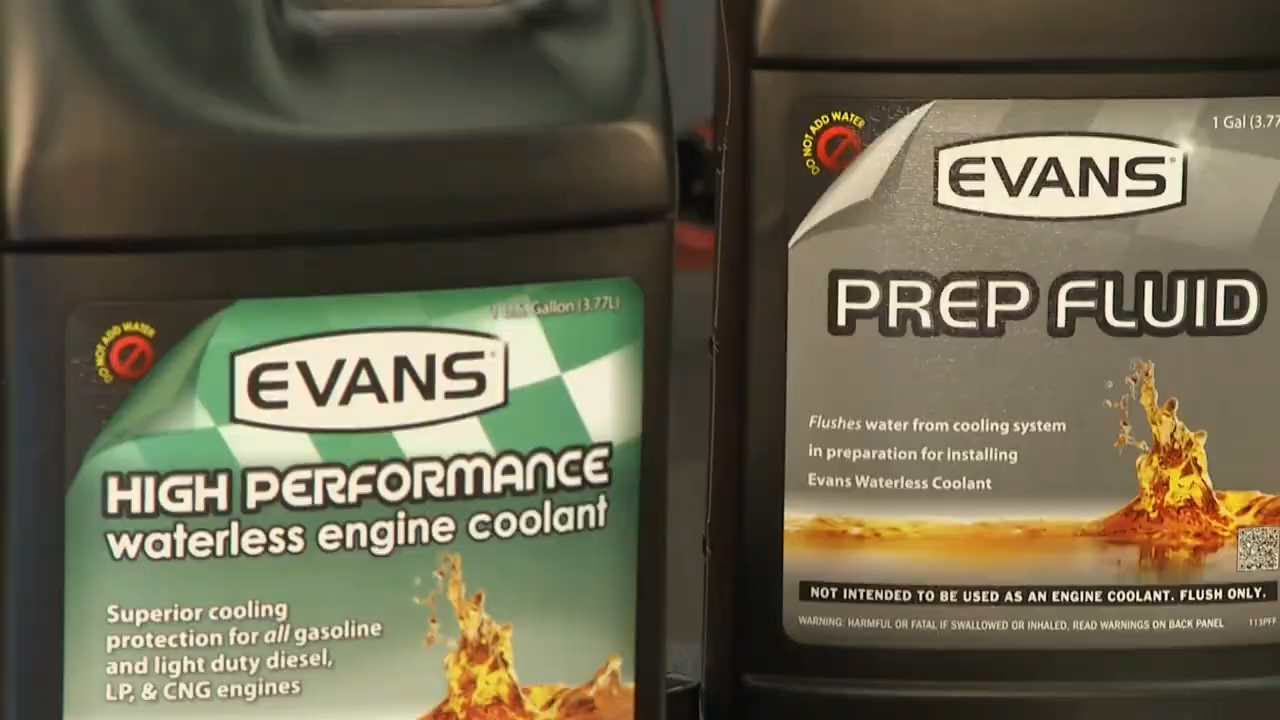 DO NOT ADD WATER
Gallon (3.77L)
EVANS
HIGH PERFORMANCE
waterless engine coolant
Superior cooling
protection for all gasoline
and light duty diesel,
LP, & CNG engines
DO NOT ADD WATER
1 Gal (3.77
EVANS
PREP FLUID
Flushes water from cooling system
in preparation for installing
Evans Waterless Coolant
NOT INTENDED TO BE USED AS AN ENGINE COOLANT. FLUSH ONLY.
WARNING: HARMFUL OR FATAL IF SWALLOWED OR INHALED, READ WARNINGS ON BACK PANEL